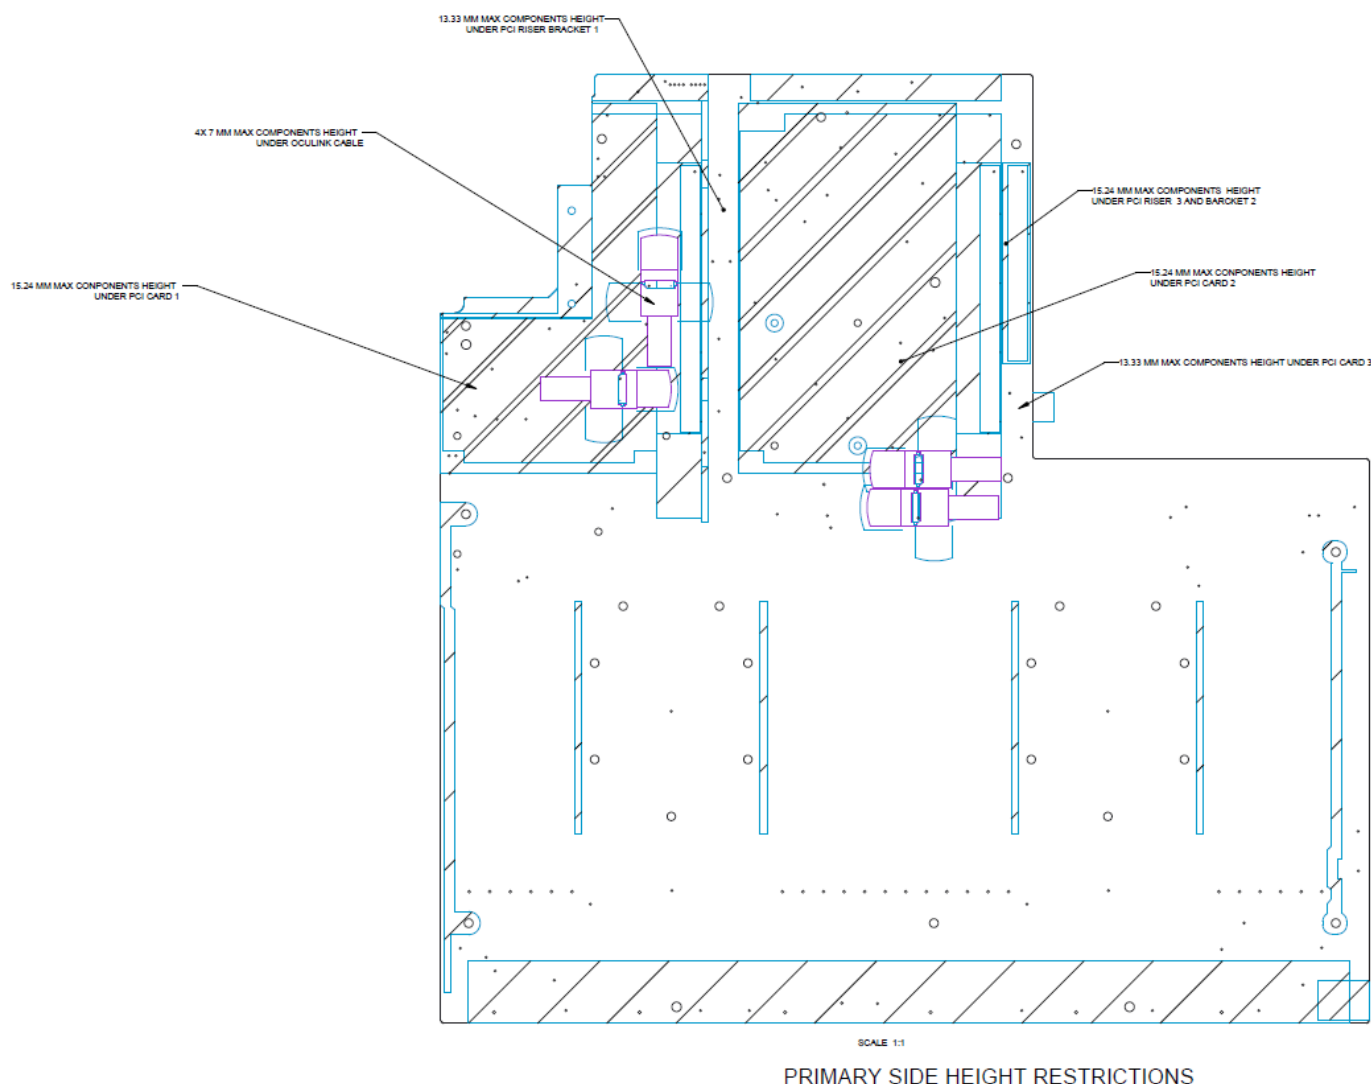 13.33 MM MAX COMPONENTS HEIGHT
UNDER PCI RISER BRACKET 1
4X 7 MM MAX COMPONENTS HEIGHT
UNDER OCULINK CABLE
15.24 MM MAX COMPONENTS HEIGHT
UNDER PCI RISER 3 AND BARCKET 2
15.24 MM MAX CONPONENTS HEIGHT
UNDER PCI CARD 2
15.24 MM MAX COMPONENTS HEIGHT
UNDER PCI CARD 1
13.33 MM MAX COMPONENTS HEIGHT UNDER PCI CARD 3
SCALE 1:1
PRIMARY SIDE HEIGHT RESTRICTIONS